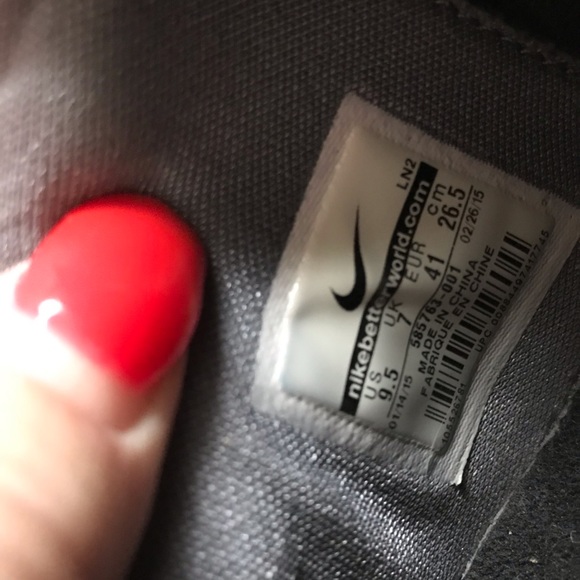 LN2
nikebetterworld.com
US UK EUR cm
9.5 7 41 26.5
01/14/15 02/26/15
585763-001
MADE IN CHINA
FABRIQUE EN CHINE